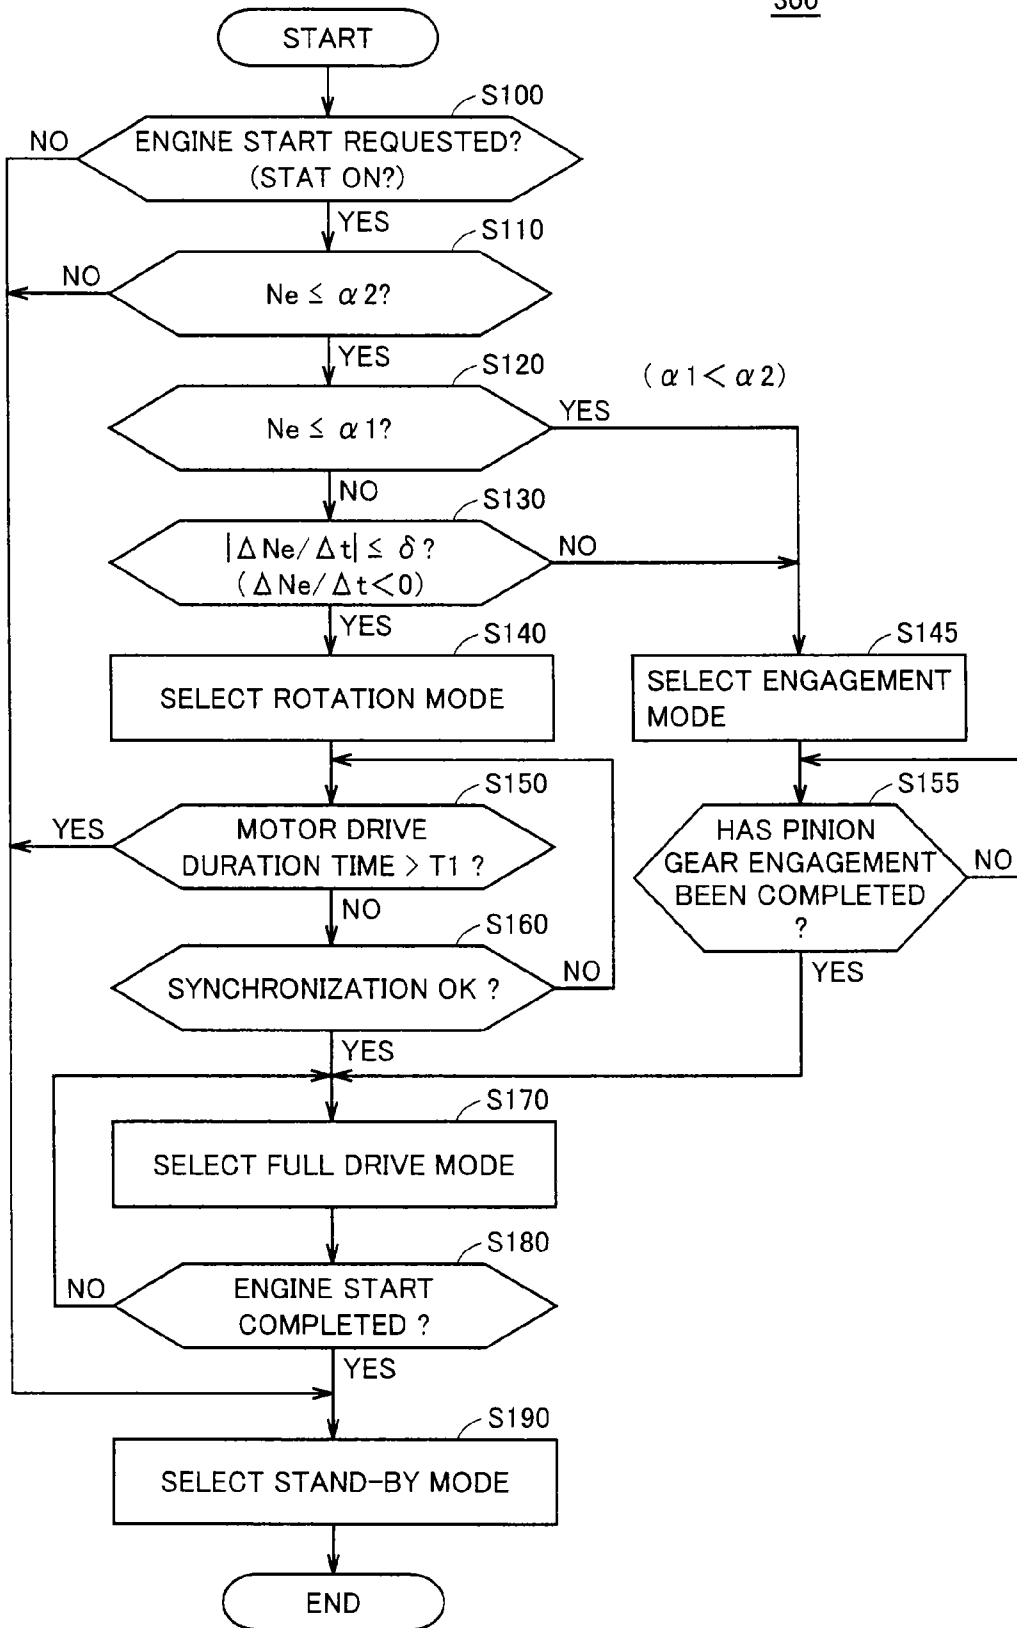 START
S100
NO
ENGINE START REQUESTED?
(STAT ON?)
YES
S110
NO
Ne ≤ α2?
YES
S120
(α1<α2)
Ne ≤ α1?
YES
NO
S130
|ΔNe/Δt| ≤ δ?
(ΔNe/Δt<0)
NO
YES
S140
SELECT ROTATION MODE
S145
SELECT ENGAGEMENT
MODE
S150
YES
MOTOR DRIVE
DURATION TIME > T1 ?
NO
S155
HAS PINION
GEAR ENGAGEMENT
BEEN COMPLETED
?
NO
YES
S160
SYNCHRONIZATION OK ?
NO
YES
S170
SELECT FULL DRIVE MODE
S180
NO
ENGINE START
COMPLETED ?
YES
S190
SELECT STAND-BY MODE
END